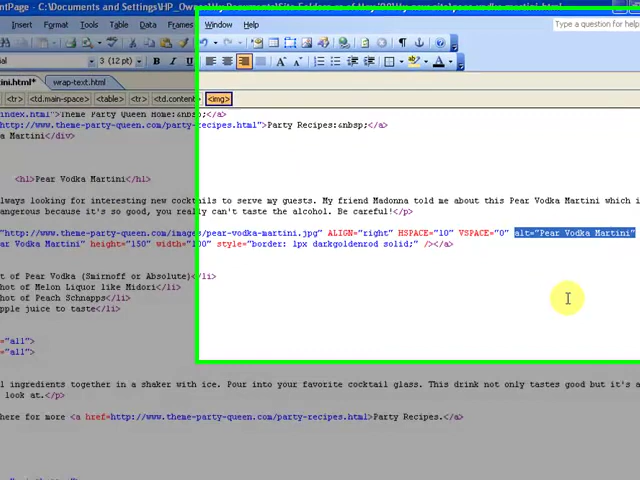 ntPage - C:\Documents and Settings\HP_Owner\My Documents\Site Folders
Insert Format Tools Table Data Frames Window Help
Type a question for help
al 3 (12 pt) B I U A A A
ini.html* wrap-text.html
<tr> <td.main-space> <table> <tr> <td.content> <img>
index.html">Theme Party Queen Home:&nbsp;</a>
http://www.theme-party-queen.com/party-recipes.html">Party Recipes:&nbsp;</a>
a Martini</div>
<h1>Pear Vodka Martini</h1>
always looking for interesting new cocktails to serve my guests. My friend Madonna told me about this Pear Vodka Martini which i
dangerous because it's so good, you really can't taste the alcohol. Be careful!</p>
"http://www.theme-party-queen.com/images/pear-vodka-martini.jpg" ALIGN="right" HSPACE="10" VSPACE="0" alt="Pear Vodka Martini"
ar Vodka Martini" height="150" width="100" style="border: 1px darkgoldenrod solid;" /></a>
ot of Pear Vodka (Smirnoff or Absolute)</li>
hot of Melon Liquor like Midori</li>
hot of Peach Schnapps</li>
pple juice to taste</li>
="all">
="all">
l ingredients together in a shaker with ice. Pour into your favorite cocktail glass. This drink not only tastes good but it's a
look at.</p>
here for more <a href=http://www.theme-party-queen.com/party-recipes.html>Party Recipes.</a>